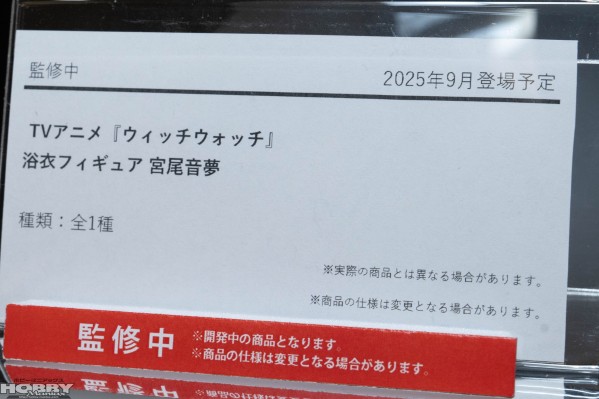 監修中
2025年9月登場予定
TVアニメ『ウィッチウォッチ』
浴衣フィギュア 宮尾音夢
種類：全1種
※実際の商品とは異なる場合があります。
※商品の仕様は変更となる場合があります。
監修中
※開発中の商品となります。
※商品の仕様は変更となる場合があります。
HOBBY